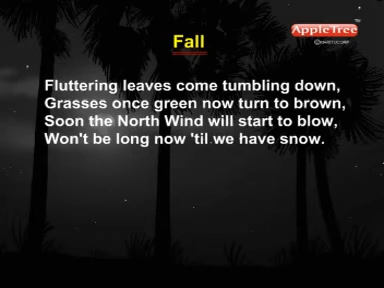 Fall
AppleTree
Fluttering leaves come tumbling down,
Grasses once green now turn to brown,
Soon the North Wind will start to blow,
Won't be long now 'til we have snow.